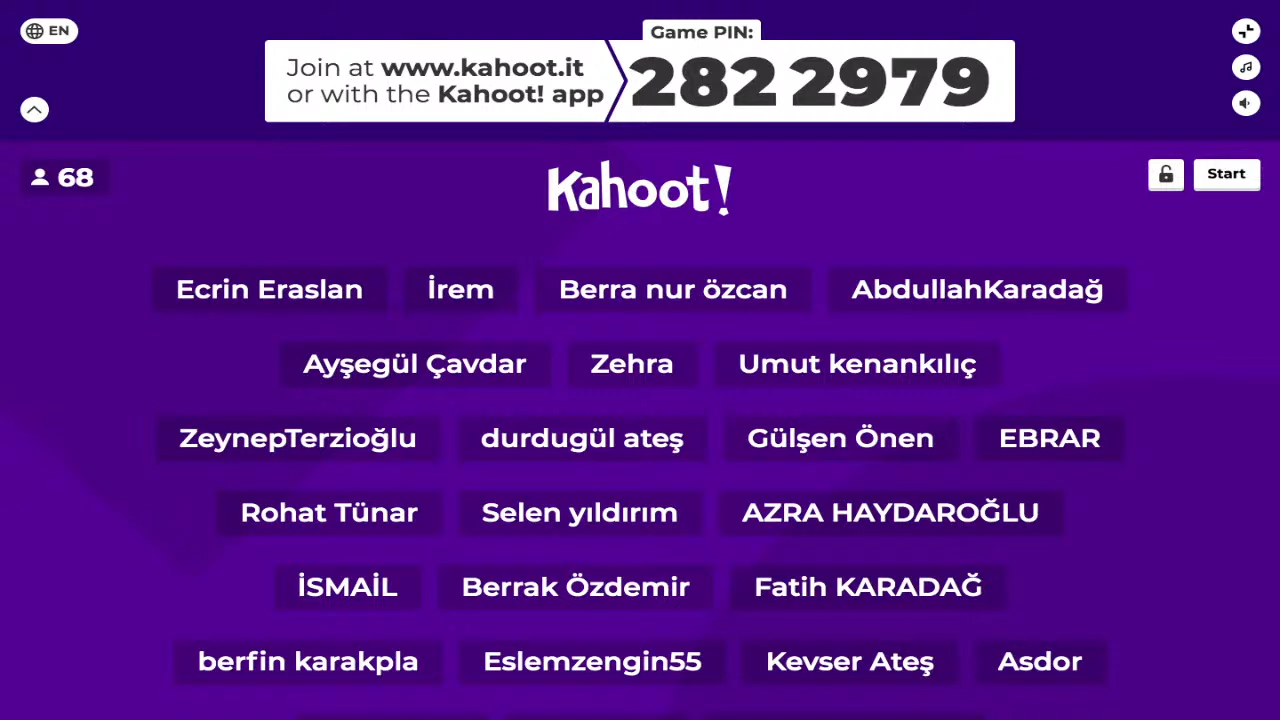 EN
Game PIN:
Join at www.kahoot.it
or with the Kahoot! app
282 2979
68
Kahoot!
Start
Ecrin Eraslan İrem Berra nur özcan AbdullahKaradağ
Ayşegül Çavdar Zehra Umut kenankılıç
ZeynepTerzioğlu durdugül ateş Gülşen Önen EBRAR
Rohat Tünar Selen yıldırım AZRA HAYDAROĞLU
İSMAİL Berrak Özdemir Fatih KARADAĞ
berfin karakpla Eslemzengin55 Kevser Ateş Asdor